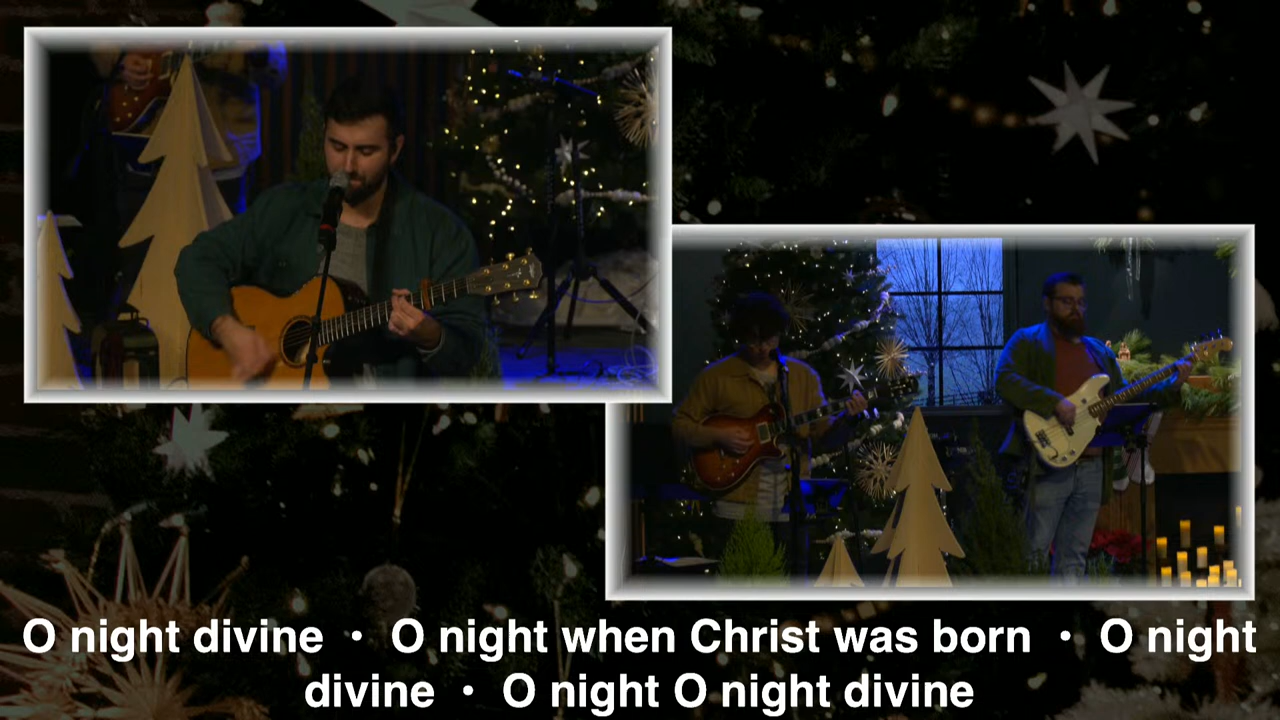 O night divine • O night when Christ was born • O night
divine • O night O night divine